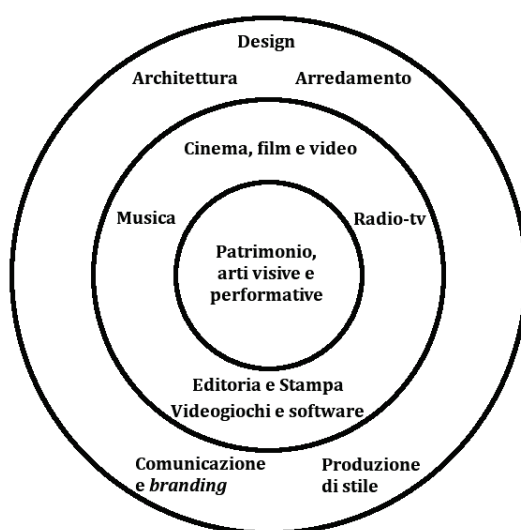 Design
Architettura Arredamento
Cinema, film e video
Musica Radio-tv
Patrimonio,
arti visive e
performative
Editoria e Stampa
Videogiochi e software
Comunicazione
e branding
Produzione
di stile